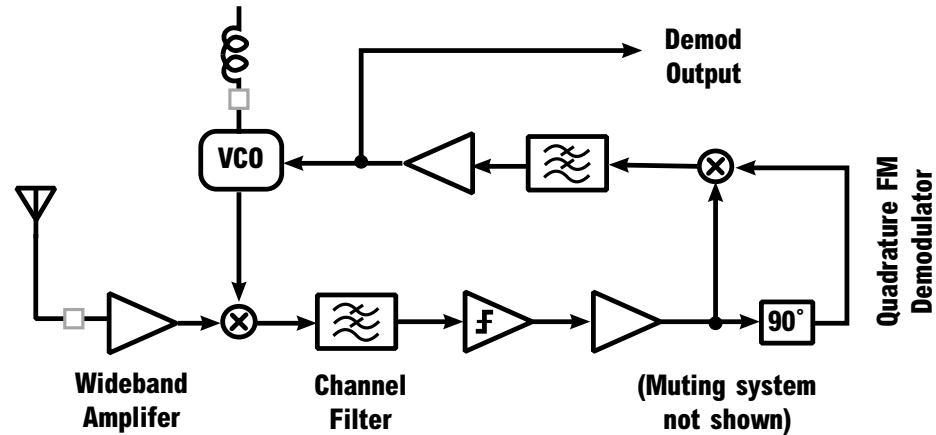 Demod
Output
VCO
Quadrature FM
Demodulator
90°
Wideband
Amplifer
Channel
Filter
(Muting system
not shown)